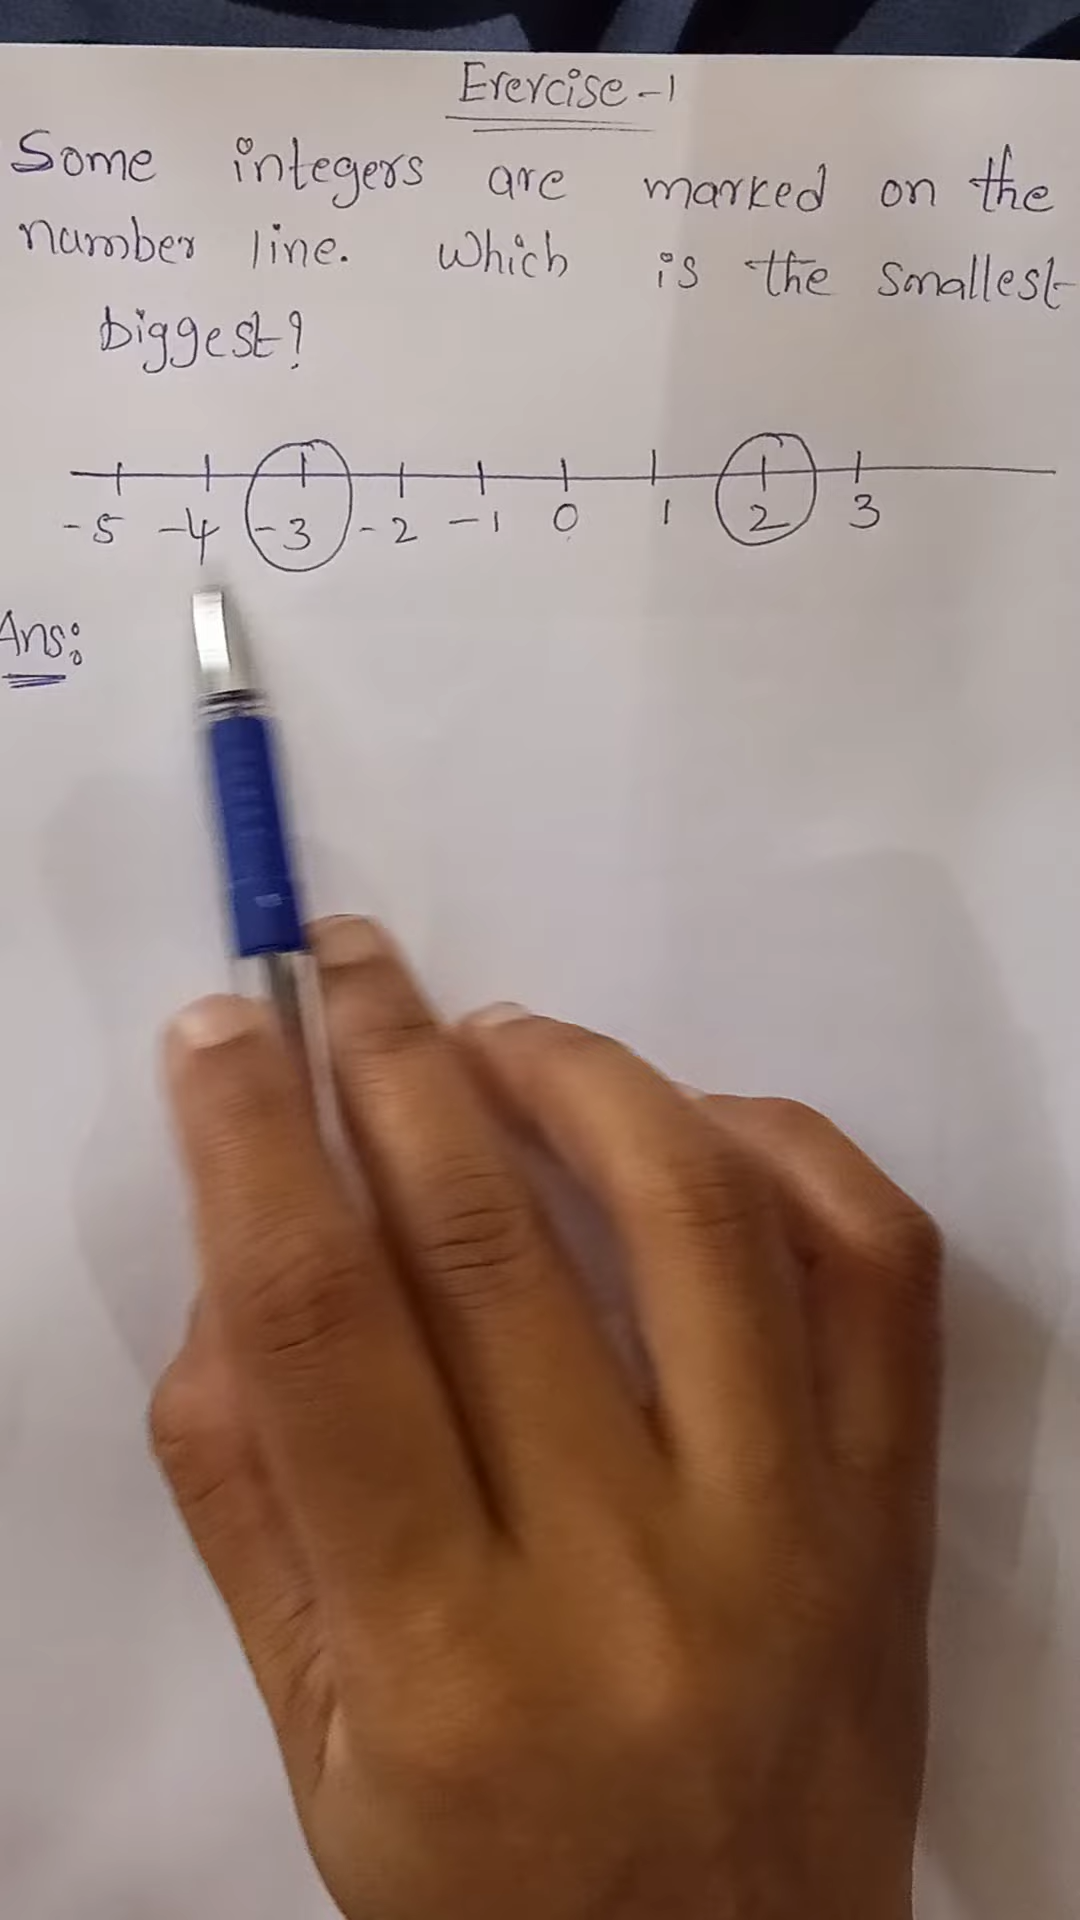 Erercise-1
Some integers are marked on the
number line. Which is the smallest
biggest?
-5 -4 -3 -2 -1 0 1 2 3
Ans: